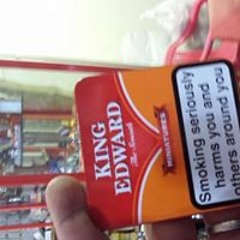 KING
EDWARD
MINIATURES
Smoking seriously
harms you and
others around you